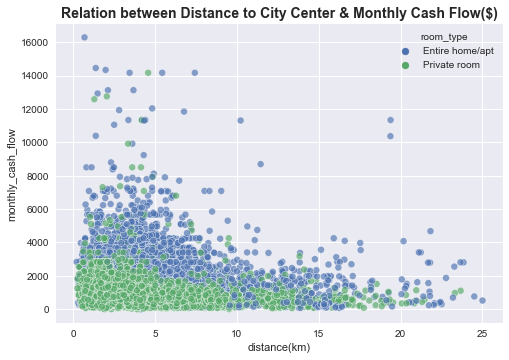 Relation between Distance to City Center & Monthly Cash Flow($)
room_type
Entire home/apt
Private room
monthly_cash_flow
16000
14000
12000
10000
8000
6000
4000
2000
0
0
5
10
15
20
25
distance(km)